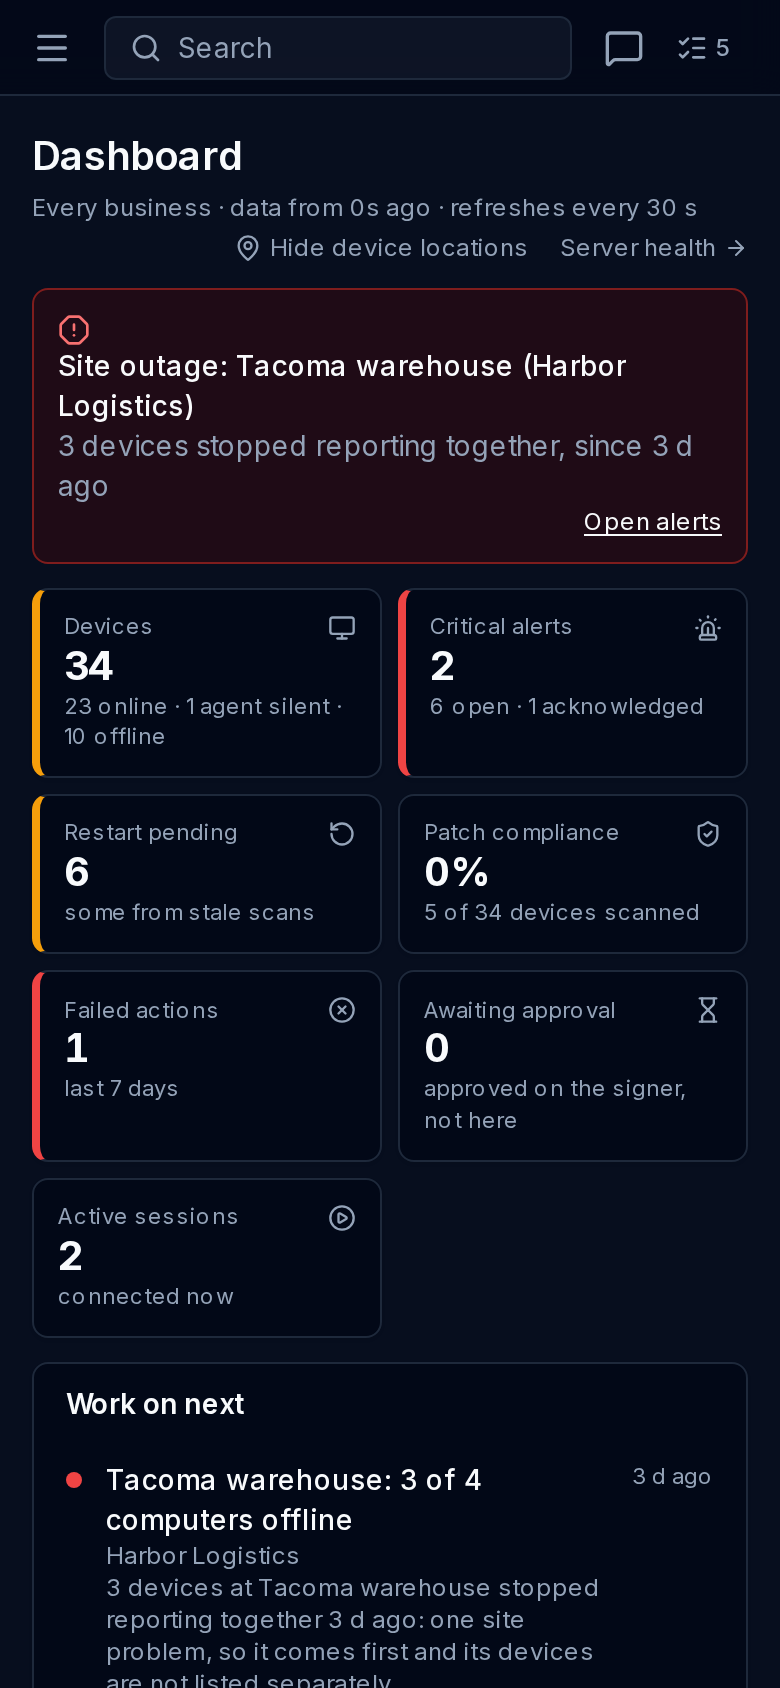 Search
5
Dashboard
Every business · data from 0s ago · refreshes every 30 s
Hide device locations
Server health →
Site outage: Tacoma warehouse (Harbor
Logistics)
3 devices stopped reporting together, since 3 d
ago
Open alerts
Devices
34
23 online · 1 agent silent ·
10 offline
Critical alerts
2
6 open · 1 acknowledged
Restart pending
6
some from stale scans
Patch compliance
0%
5 of 34 devices scanned
Failed actions
1
last 7 days
Awaiting approval
0
approved on the signer,
not here
Active sessions
2
connected now
Work on next
Tacoma warehouse: 3 of 4
computers offline
3 d ago
Harbor Logistics
3 devices at Tacoma warehouse stopped
reporting together 3 d ago: one site
problem, so it comes first and its devices
are not listed separately